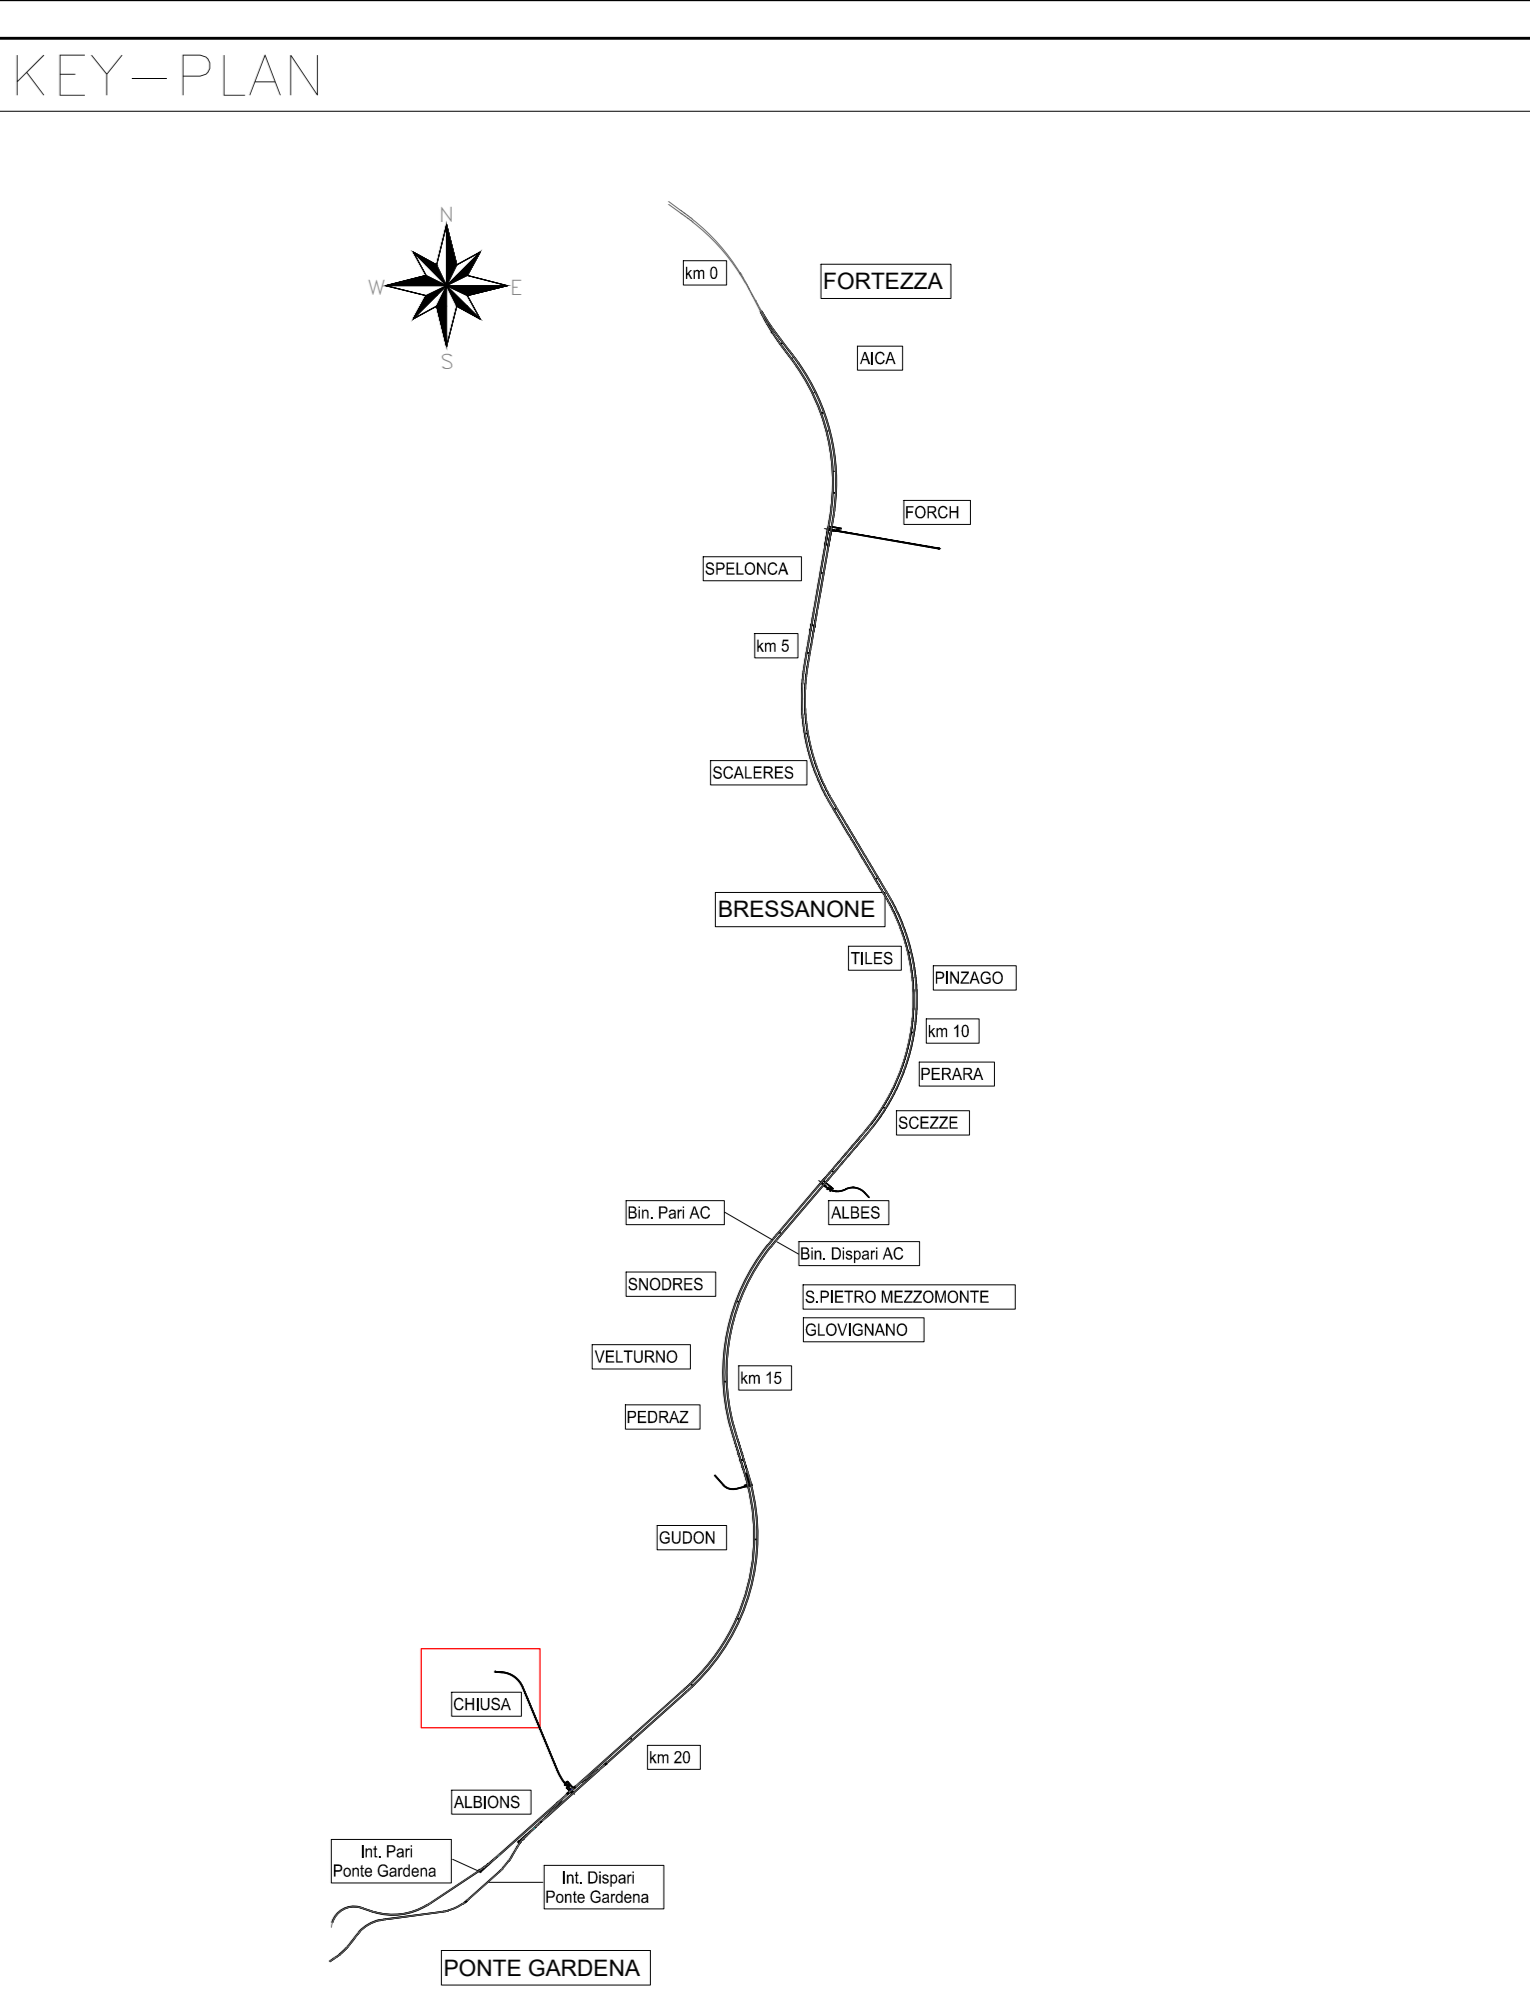 KEY-PLAN
N
W
E
S
km 0
FORTEZZA
AICA
FORCH
SPELONCA
km 5
SCALERES
BRESSANONE
TILES
PINZAGO
km 10
PERARA
SCEZZE
Bin. Pari AC
ALBES
Bin. Dispari AC
SNODRES
S.PIETRO MEZZOMONTE
GLOVIGNANO
VELTURNO
km 15
PEDRAZ
GUDON
CHIUSA
km 20
ALBIONS
Int. Pari
Ponte Gardena
Int. Dispari
Ponte Gardena
PONTE GARDENA